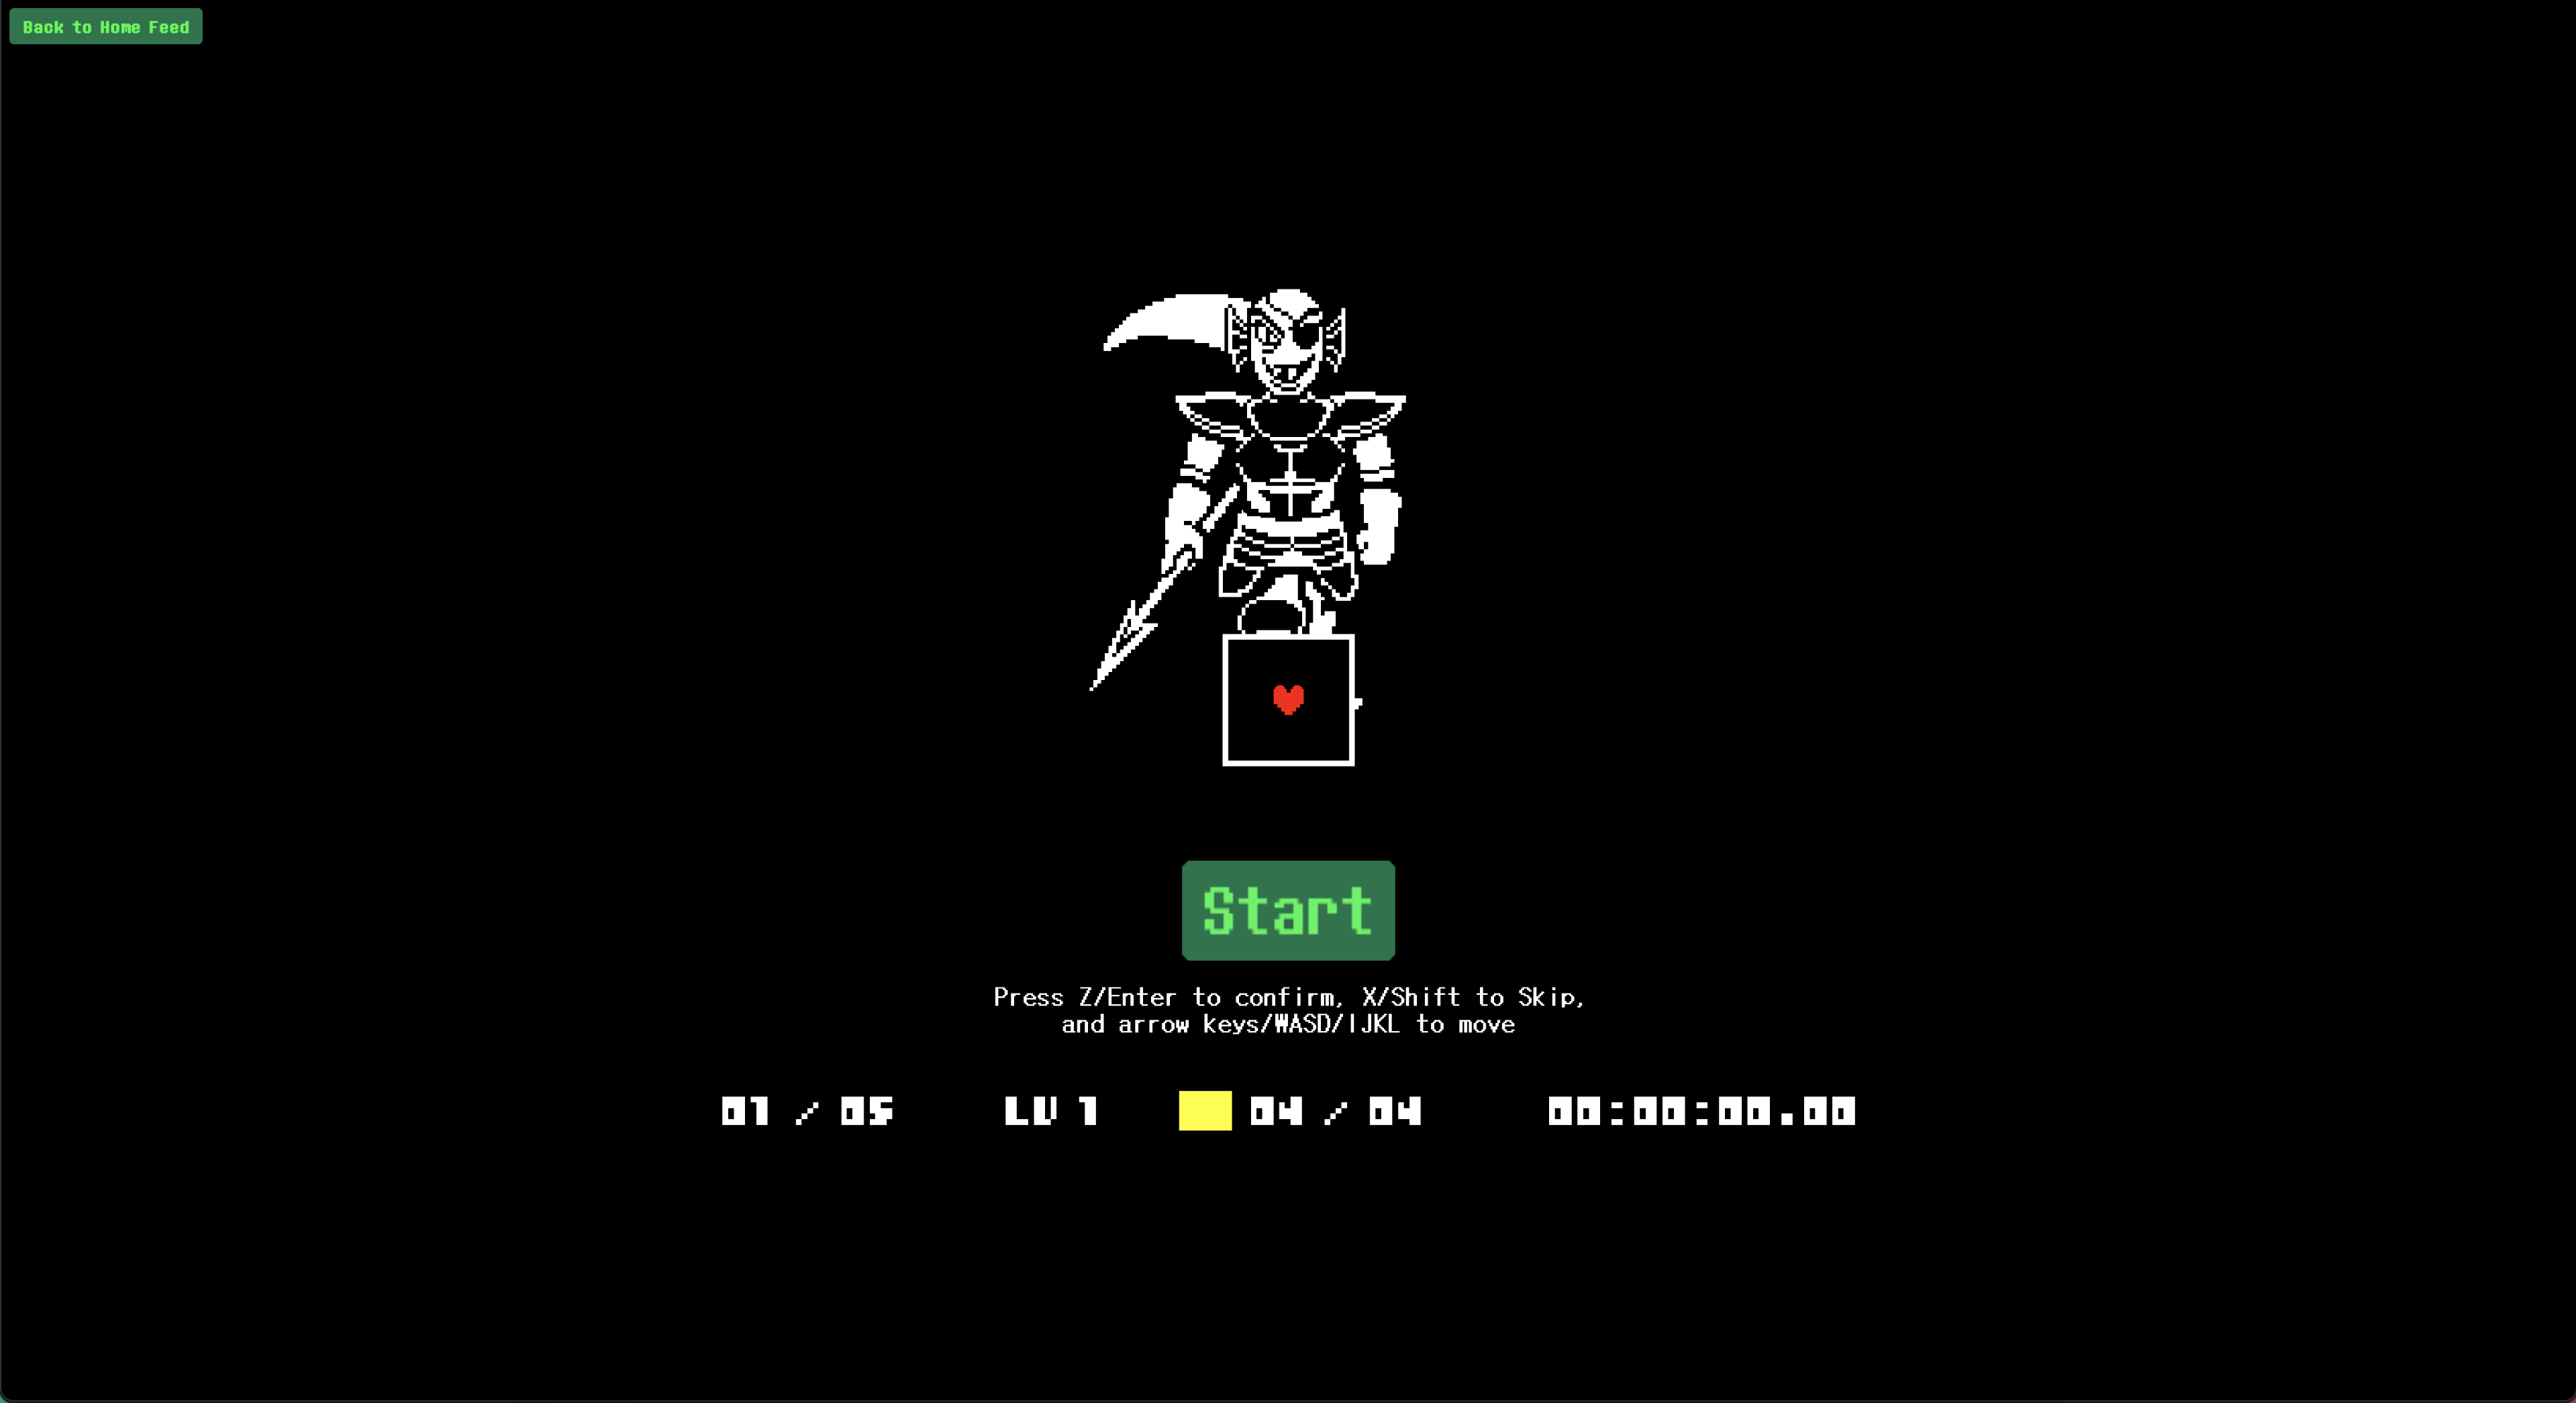 Back to Home Feed
Start
Press Z/Enter to confirm, X/Shift to Skip,
and arrow keys/WASD/IJKL to move
01 / 05 LV 1 04 / 04 00:00:00.00